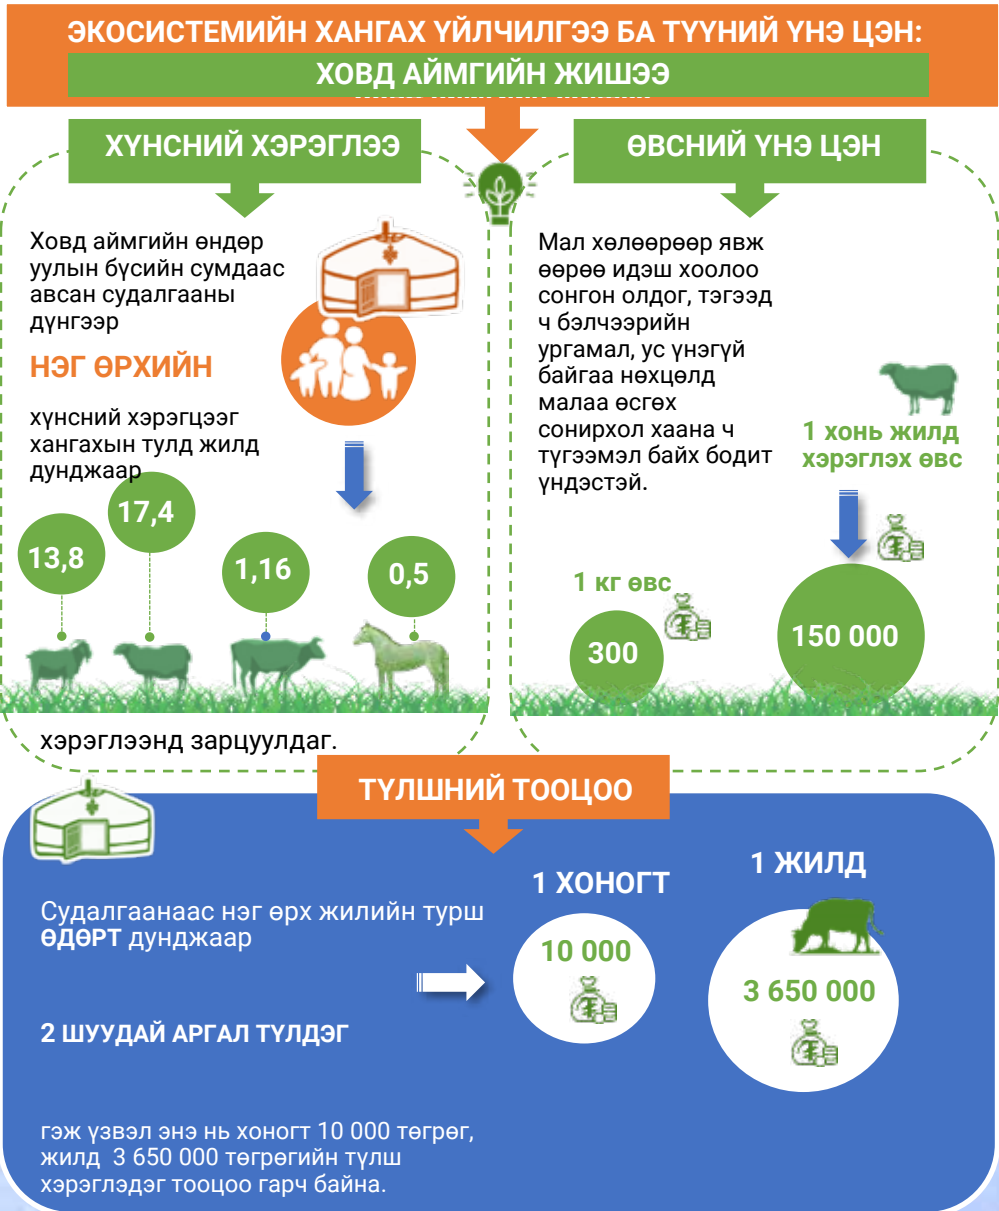 ЭКОСИСТЕМИЙН ХАНГАХ ҮЙЛЧИЛГЭЭ БА ТҮҮНИЙ ҮНЭ ЦЭН:
ХОВД АЙМГИЙН ЖИШЭЭ
ХҮНСНИЙ ХЭРЭГЛЭЭ
Ховд аймгийн өндөр
уулын бүсийн сумдаас
авсан судалгааны
дүнгээр
НЭГ ӨРХИЙН
хүнсний хэрэгцээг
хангахын тулд жилд
дунджаар
13,8
17,4
1,16
0,5
хэрэглээнд зарцуулдаг.
ӨВСНИЙ ҮНЭ ЦЭН
Мал хөлөөрөөр явж
өөрөө идэш хоолоо
сонгон олдог, тэгээд
ч бэлчээрийн
ургамал, ус үнэгүй
байгаа нөхцөлд
малаа өсгөх
сонирхол хаана ч
түгээмэл байх бодит
үндэстэй.
1 хонь жилд
хэрэглэх өвс
1 кг өвс
300
150 000
ТҮЛШНИЙ ТООЦОО
Судалгаанаас нэг өрх жилийн турш
ӨДӨРТ дунджаар
2 ШУУДАЙ АРГАЛ ТҮЛДЭГ
гэж үзвэл энэ нь хоногт 10 000 төгрөг,
жилд 3 650 000 төгрөгийн түлш
хэрэглэдэг тооцоо гарч байна.
1 ХОНОГТ
10 000
1 ЖИЛД
3 650 000